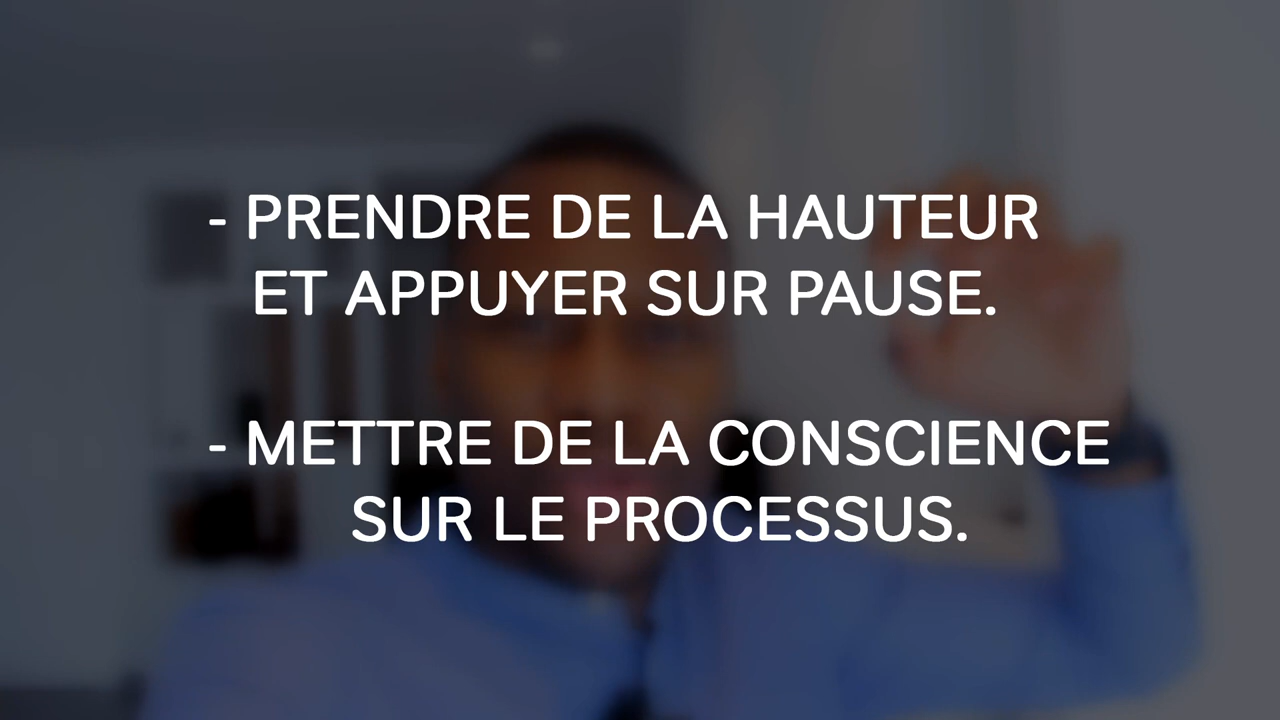 - PRENDRE DE LA HAUTEUR
ET APPUYER SUR PAUSE.
- METTRE DE LA CONSCIENCE
SUR LE PROCESSUS.